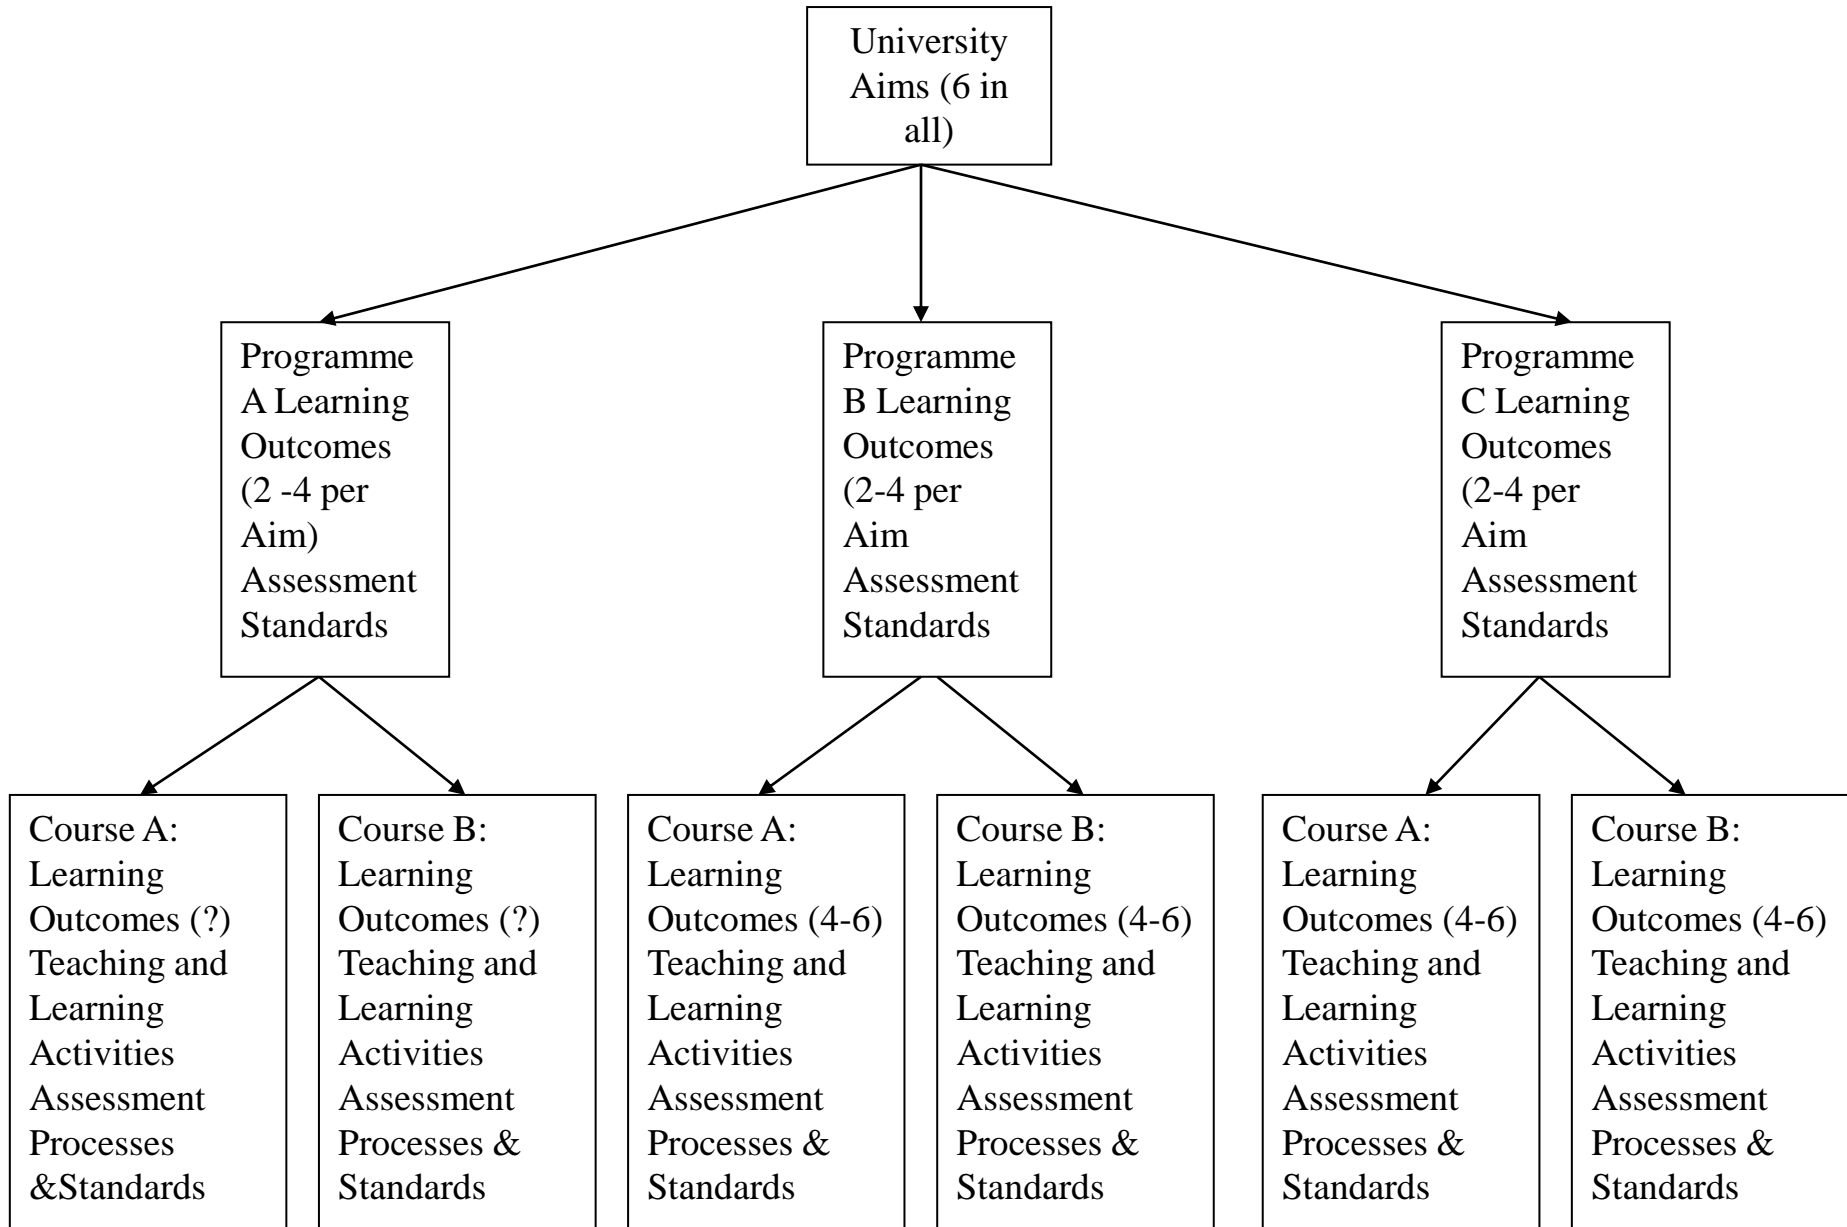 University
Aims (6 in
all)
Programme
A Learning
Outcomes
(2 -4 per
Aim)
Assessment
Standards
Programme
B Learning
Outcomes
(2-4 per
Aim
Assessment
Standards
Programme
C Learning
Outcomes
(2-4 per
Aim
Assessment
Standards
Course A:
Learning
Outcomes (?)
Teaching and
Learning
Activities
Assessment
Processes
&Standards
Course B:
Learning
Outcomes (?)
Teaching and
Learning
Activities
Assessment
Processes &
Standards
Course A:
Learning
Outcomes (4-6)
Teaching and
Learning
Activities
Assessment
Processes &
Standards
Course B:
Learning
Outcomes (4-6)
Teaching and
Learning
Activities
Assessment
Processes &
Standards
Course A:
Learning
Outcomes (4-6)
Teaching and
Learning
Activities
Assessment
Processes &
Standards
Course B:
Learning
Outcomes (4-6)
Teaching and
Learning
Activities
Assessment
Processes &
Standards